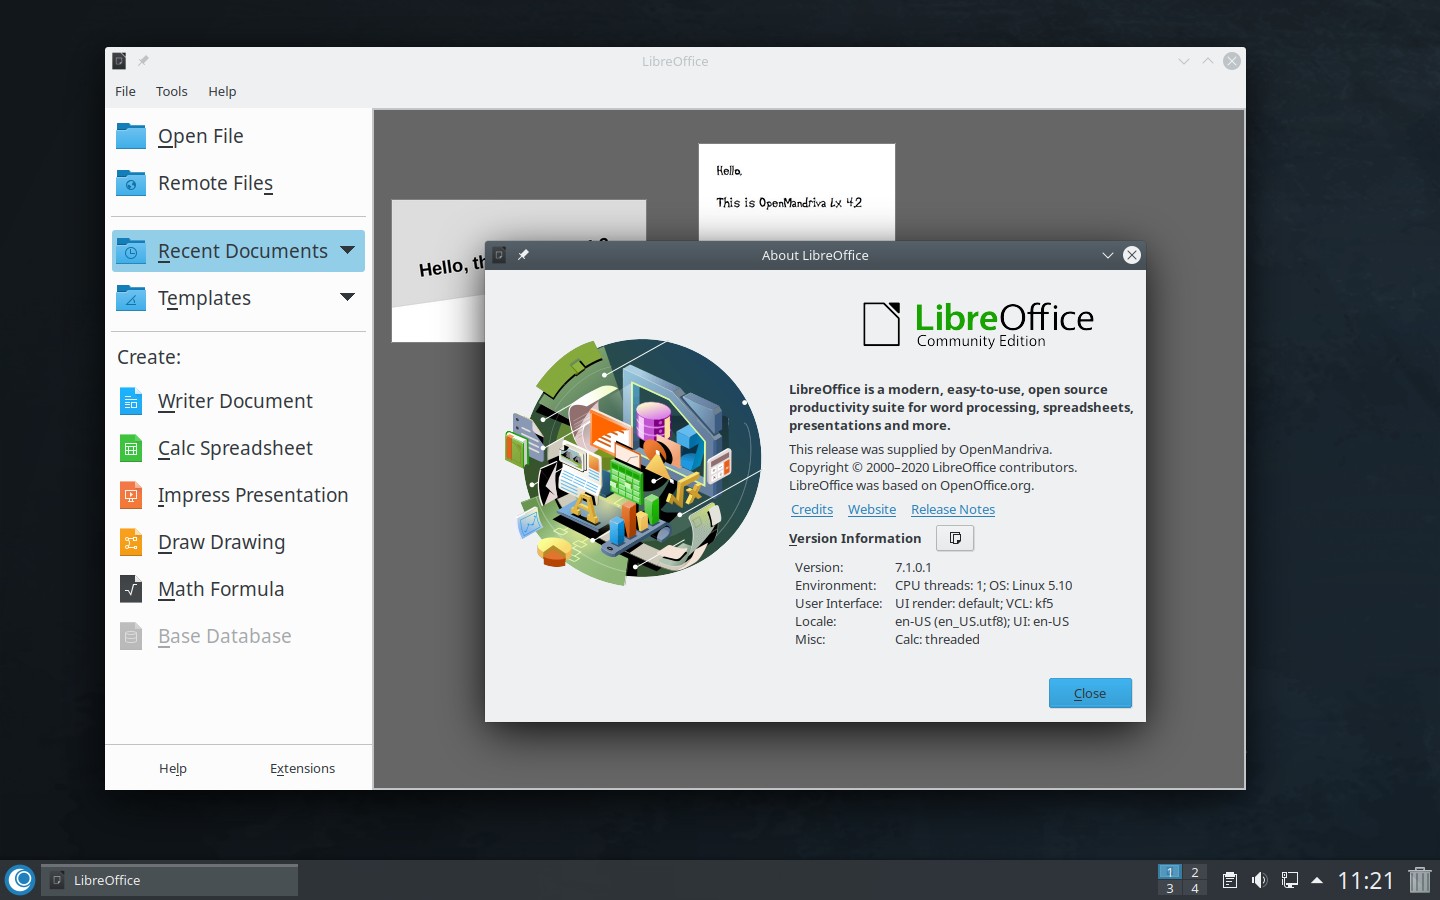 LibreOffice
File Tools Help
Open File
Remote Files
Recent Documents
Templates
Create:
Writer Document
Calc Spreadsheet
Impress Presentation
Draw Drawing
Math Formula
Base Database
Help Extensions
Hello,
This is OpenMandriva Lx 4.2
Hello,
About LibreOffice
LibreOffice
Community Edition
LibreOffice is a modern, easy-to-use, open source
productivity suite for word processing, spreadsheets,
presentations and more.
This release was supplied by OpenMandriva.
Copyright © 2000–2020 LibreOffice contributors.
LibreOffice was based on OpenOffice.org.
Credits Website Release Notes
Version Information
Version: 7.1.0.1
Environment: CPU threads: 1; OS: Linux 5.10
User Interface: UI render: default; VCL: kf5
Locale: en-US (en_US.utf8); UI: en-US
Misc: Calc: threaded
Close
LibreOffice
1 2
3 4
11:21